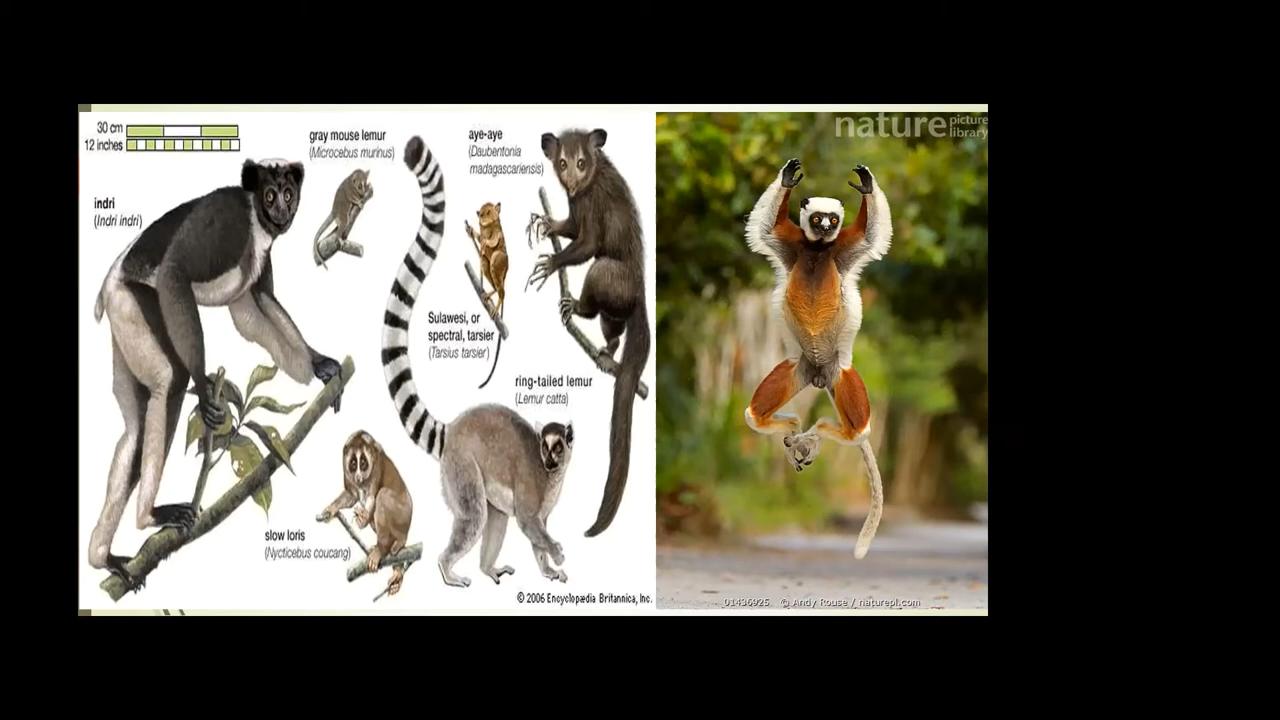 30 cm
12 inches
indri
(Indri indri)
gray mouse lemur
(Microcebus murinus)
aye-aye
(Daubentonia
madagascariensis)
Sulawesi, or
spectral, tarsier
(Tarsius tarsier)
ring-tailed lemur
(Lemur catta)
slow loris
(Nycticebus coucang)
© 2006 Encyclopædia Britannica, Inc.
nature picture
library
01436925 © Andy Rouse / naturepl.com